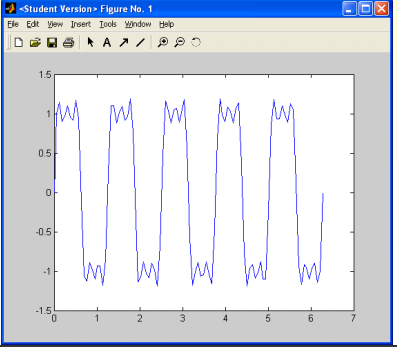 <Student Version> Figure No. 1
File Edit View Insert Tools Window Help
A
1.5
1
0.5
0
-0.5
-1
-1.5
0 1 2 3 4 5 6 7